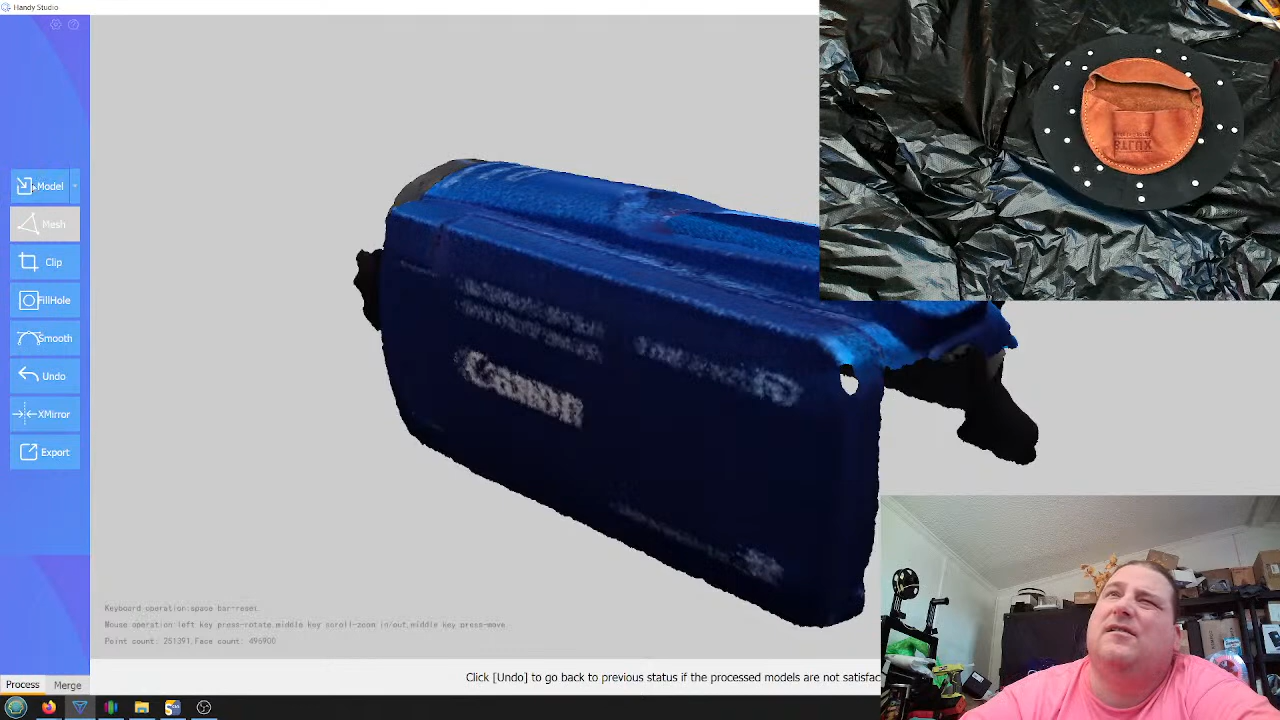 Handy Studio
Model
Mesh
Clip
FillHole
Smooth
Undo
XMirror
Export
Canon
Keyboard operation:space bar-reset.
Mouse operation:left key press-rotate,middle key scroll-zoom in/out,middle key press-move.
Point count: 251391,Face count: 496900
Click [Undo] to go back to previous status if the processed models are not satisfac
Process
Merge